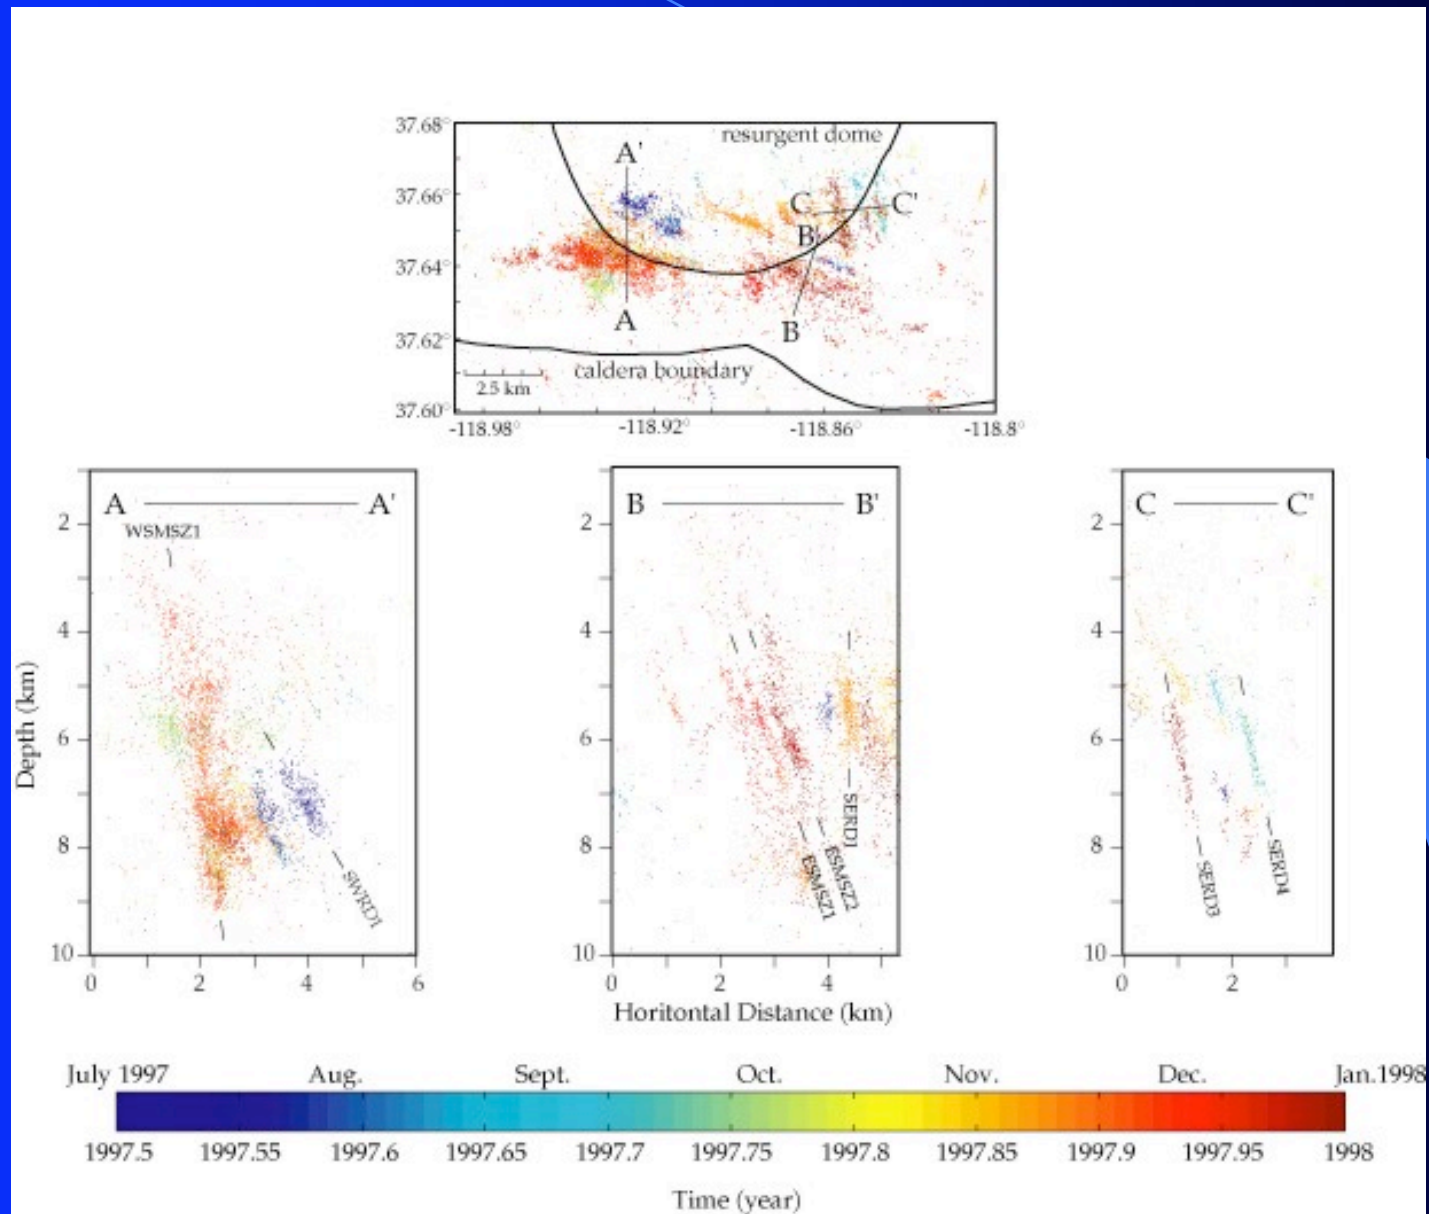 37.68°
37.66°
37.64°
37.62°
37.60°
resurgent dome
A'
C
C'
B'
A
B
caldera boundary
2.5 km
-118.98°
-118.92°
-118.86°
-118.8°
A
A'
WSMSZ1
SWRD1
2
4
6
8
10
Depth (km)
0
2
4
6
B
B'
2
4
6
8
10
SERD1
ESMSZ2
ESMSZ1
0
2
4
Horitontal Distance (km)
C
C'
2
4
6
8
10
SERD3
SERD4
0
2
July 1997
Aug.
Sept.
Oct.
Nov.
Dec.
Jan.1998
1997.5
1997.55
1997.6
1997.65
1997.7
1997.75
1997.8
1997.85
1997.9
1997.95
1998
Time (year)